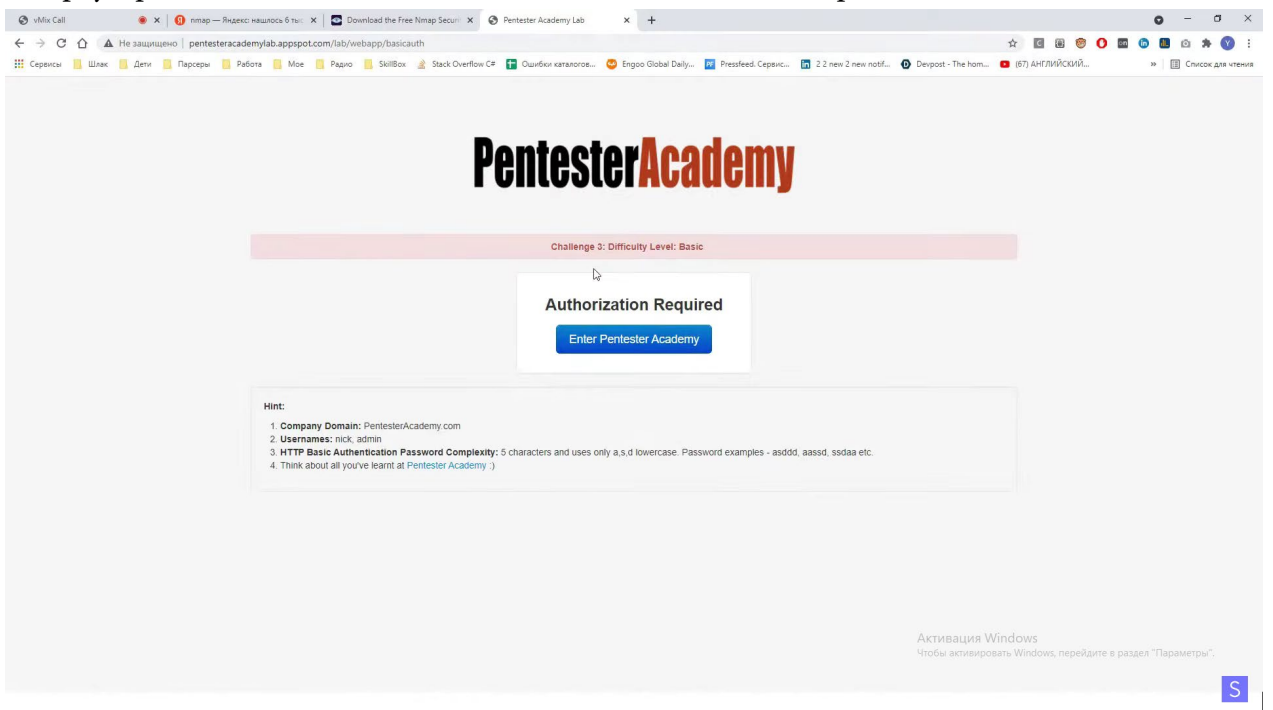 vMix Call
nmap — Яндекс: нашлось 6 тыс
Download the Free Nmap Securi
Pentester Academy Lab
Не защищено | pentesteracademylab.appspot.com/lab/webapp/basicauth
Сервисы Шлак Дети Парсеры Работа Мое Радио SkillBox Stack Overflow C# Ошибки каталогов... Engoo Global Daily... Pressfeed. Сервис... 2 2 new 2 new notif... Devpost - The hom... (67) АНГЛИЙСКИЙ... » Список для чтения
PentesterAcademy
Challenge 3: Difficulty Level: Basic
Authorization Required
Enter Pentester Academy
Hint:
1. Company Domain: PentesterAcademy.com
2. Usernames: nick, admin
3. HTTP Basic Authentication Password Complexity: 5 characters and uses only a,s,d lowercase. Password examples - asddd, aassd, ssdaa etc.
4. Think about all you've learnt at Pentester Academy :)
Активация Windows
Чтобы активировать Windows, перейдите в раздел "Параметры".
S